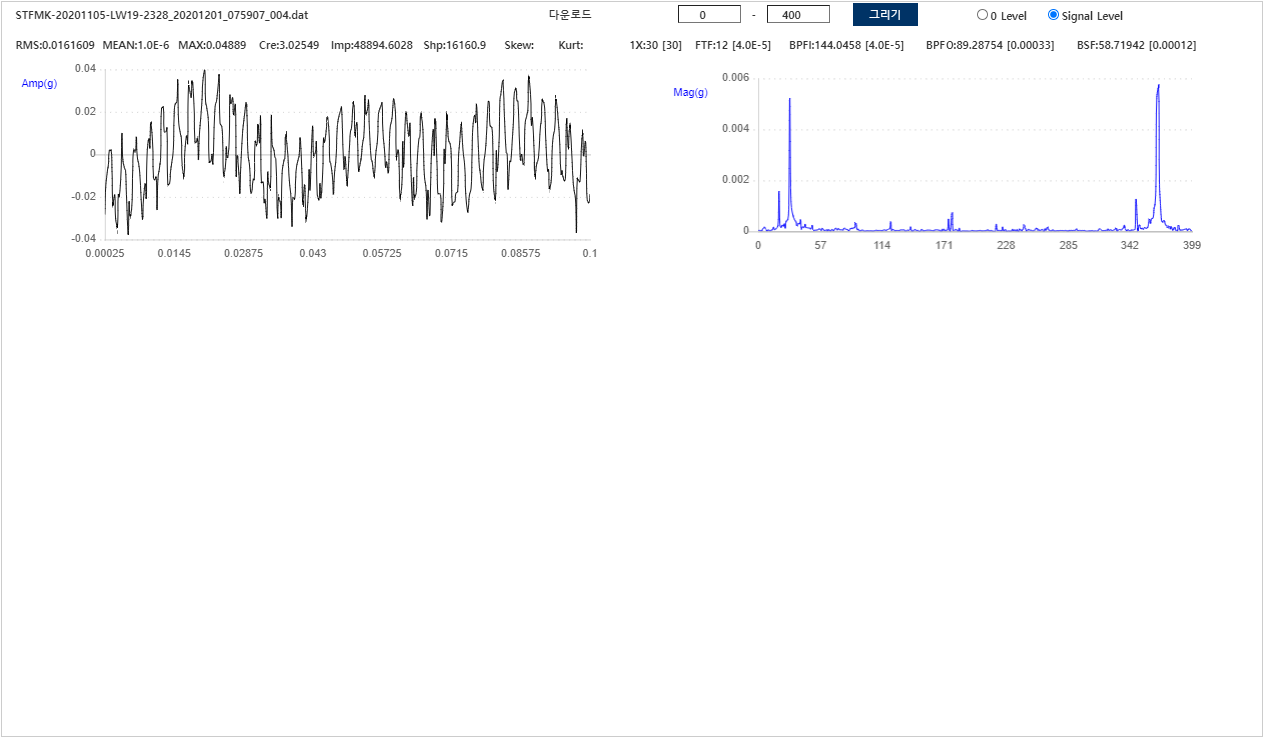 STFMK-20201105-LW19-2328_20201201_075907_004.dat 다운로드 0 - 400 그리기 0 Level Signal Level
RMS:0.0161609 MEAN:1.0E-6 MAX:0.04889 Cre:3.02549 Imp:48894.6028 Shp:16160.9 Skew: Kurt: 1X:30 [30] FTF:12 [4.0E-5] BPFI:144.0458 [4.0E-5] BPFO:89.28754 [0.00033] BSF:58.71942 [0.00012]
Amp(g)
0.04
0.02
0
-0.02
-0.04
0.00025 0.0145 0.02875 0.043 0.05725 0.0715 0.08575 0.1
Mag(g)
0.006
0.004
0.002
0
0 57 114 171 228 285 342 399